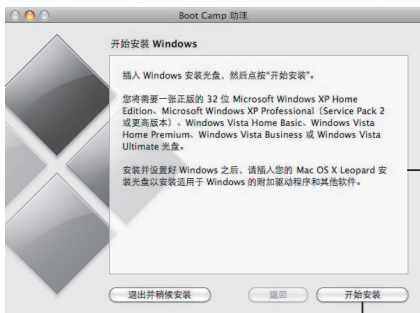 Boot Camp 助理
开始安装 Windows
插入 Windows 安装光盘，然后点按“开始安装”。
您将需要一张正版的 32 位 Microsoft Windows XP Home
Edition、Microsoft Windows XP Professional（Service Pack 2
或更高版本）、Windows Vista Home Basic、Windows Vista
Home Premium、Windows Vista Business 或 Windows Vista
Ultimate 光盘。
安装并设置好 Windows 之后，请插入您的 Mac OS X Leopard 安
装光盘以安装适用于 Windows 的附加驱动程序和其他软件。
退出并稍候安装
返回
开始安装